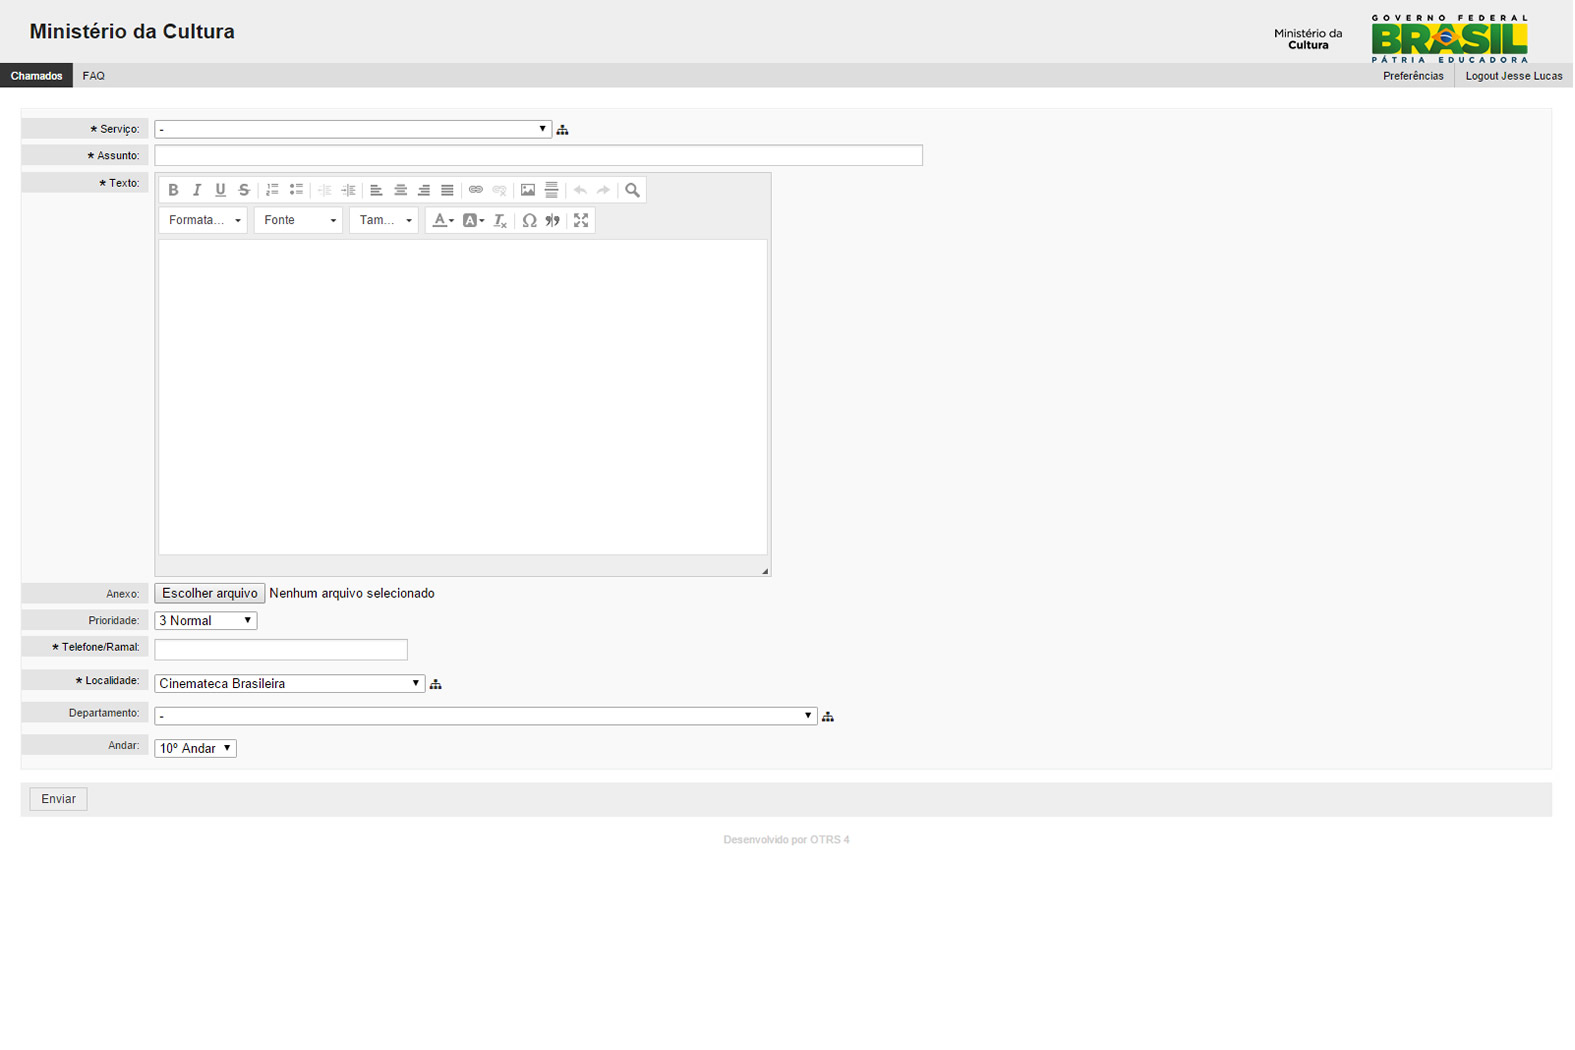 Ministério da Cultura
Ministério da
Cultura
GOVERNO FEDERAL
BRASIL
PÁTRIA EDUCADORA
Chamados FAQ Preferências Logout Jesse Lucas
* Serviço: -
* Assunto:
* Texto:
Formata... Fonte Tam...
Anexo: Escolher arquivo Nenhum arquivo selecionado
Prioridade: 3 Normal
* Telefone/Ramal:
* Localidade: Cinemateca Brasileira
Departamento: -
Andar: 10º Andar
Enviar
Desenvolvido por OTRS 4